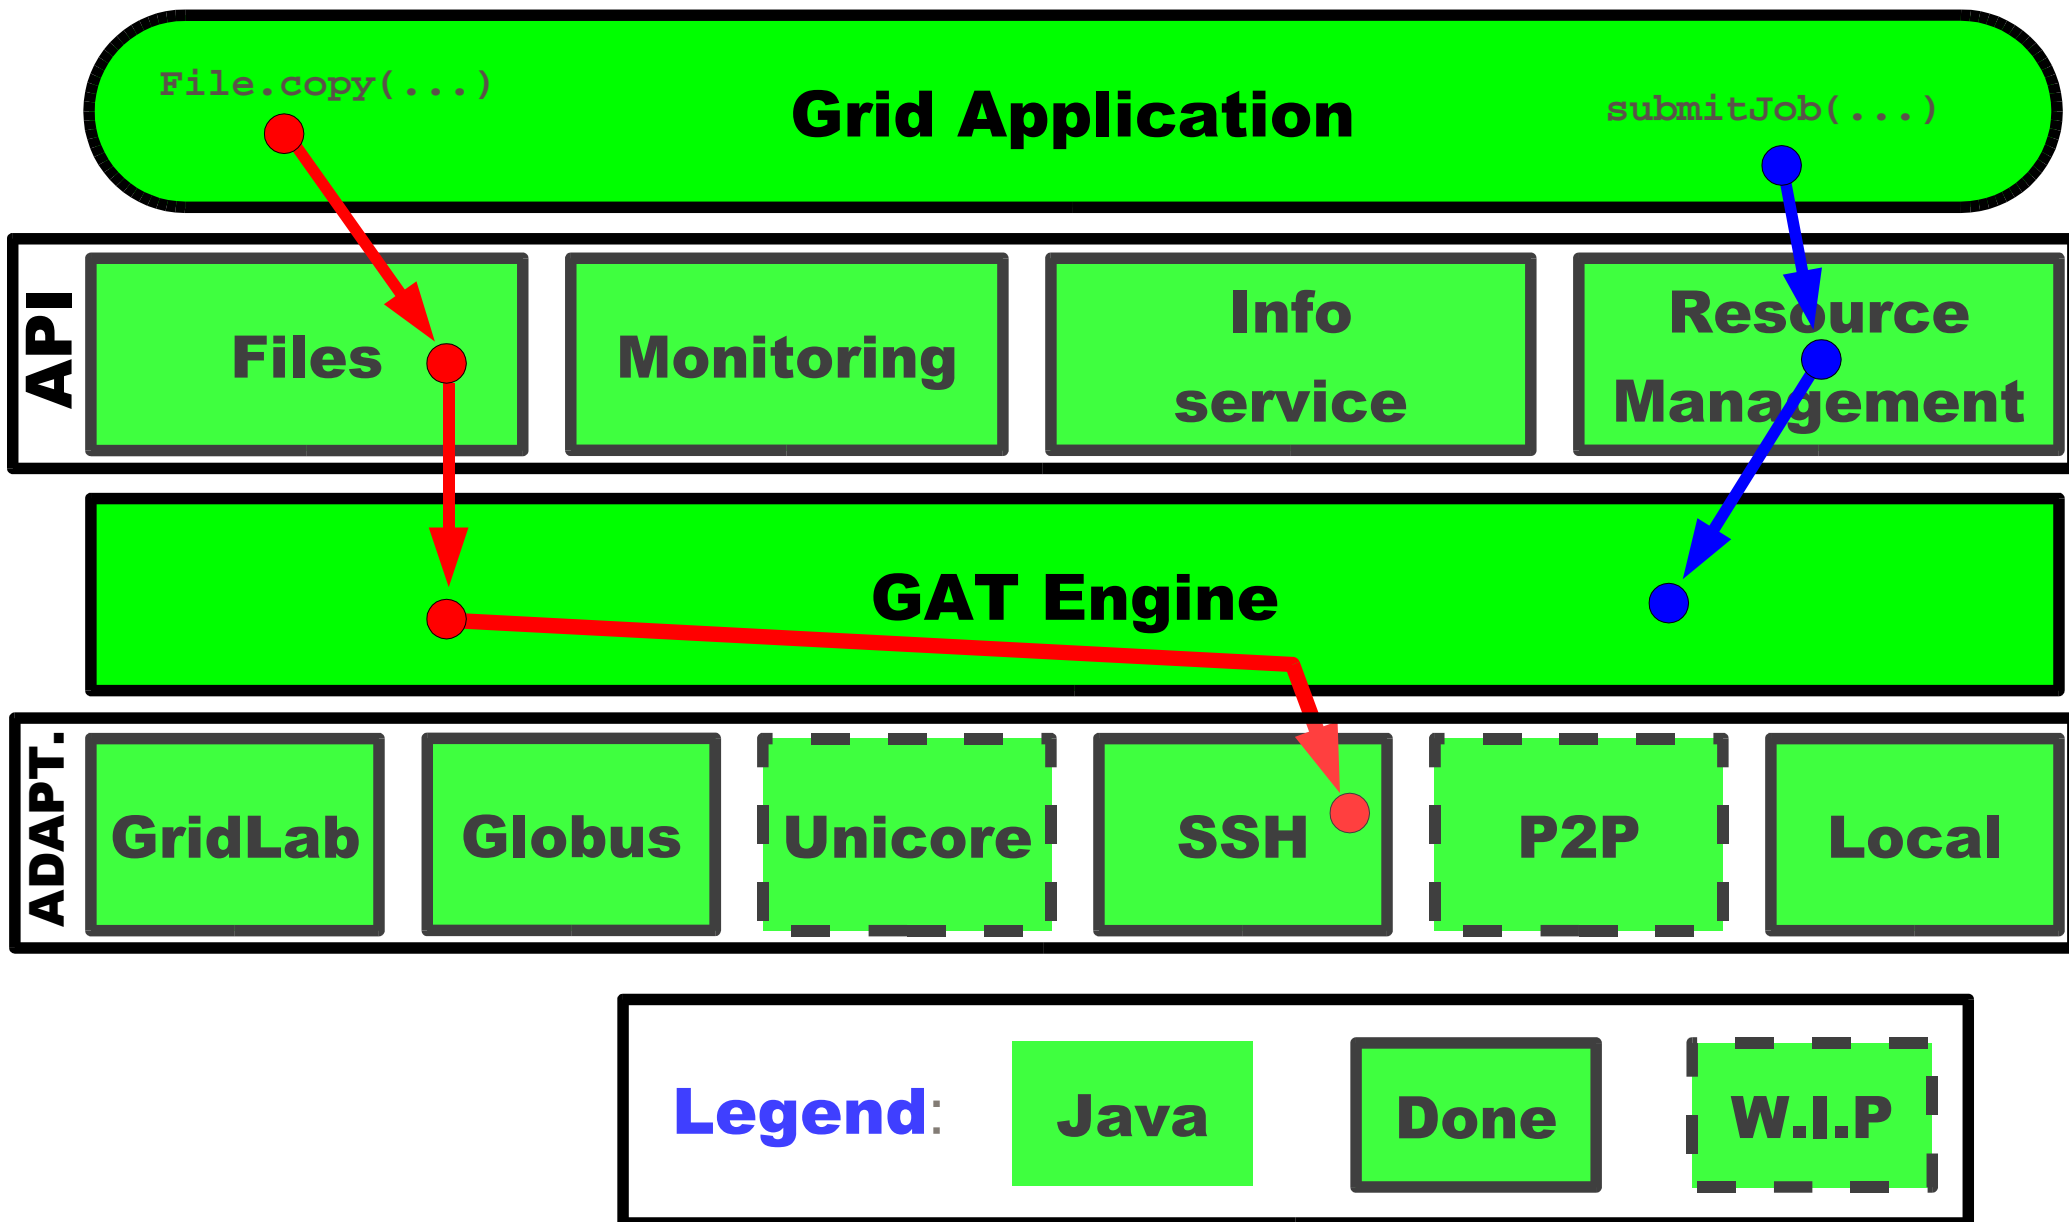 File.copy(...)
Grid Application
submitJob(...)
API
Files
Monitoring
Info
service
Resource
Management
GAT Engine
ADAPT.
GridLab
Globus
Unicore
SSH
P2P
Local
Legend:
Java
Done
W.I.P